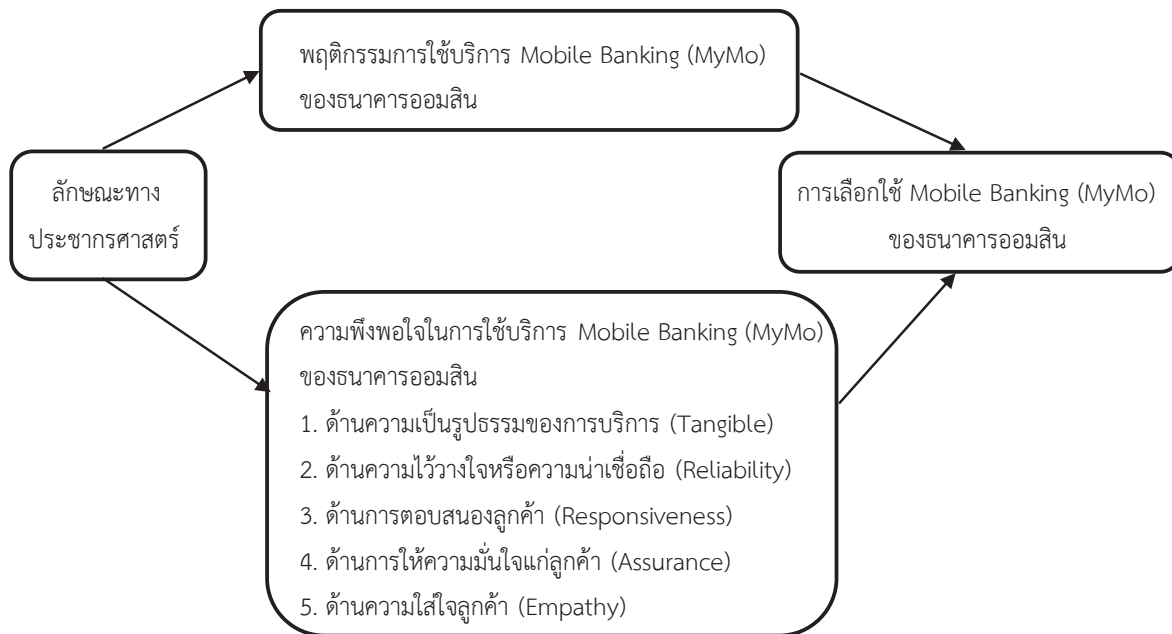 พฤติกรรมการใช้บริการ Mobile Banking (MyMo)
ของธนาคารออมสิน
ลักษณะทาง
ประชากรศาสตร์
การเลือกใช้ Mobile Banking (MyMo)
ของธนาคารออมสิน
ความพึงพอใจในการใช้บริการ Mobile Banking (MyMo)
ของธนาคารออมสิน
1. ด้านความเป็นรูปธรรมของการบริการ (Tangible)
2. ด้านความไว้วางใจหรือความน่าเชื่อถือ (Reliability)
3. ด้านการตอบสนองลูกค้า (Responsiveness)
4. ด้านการให้ความมั่นใจแก่ลูกค้า (Assurance)
5. ด้านความใส่ใจลูกค้า (Empathy)